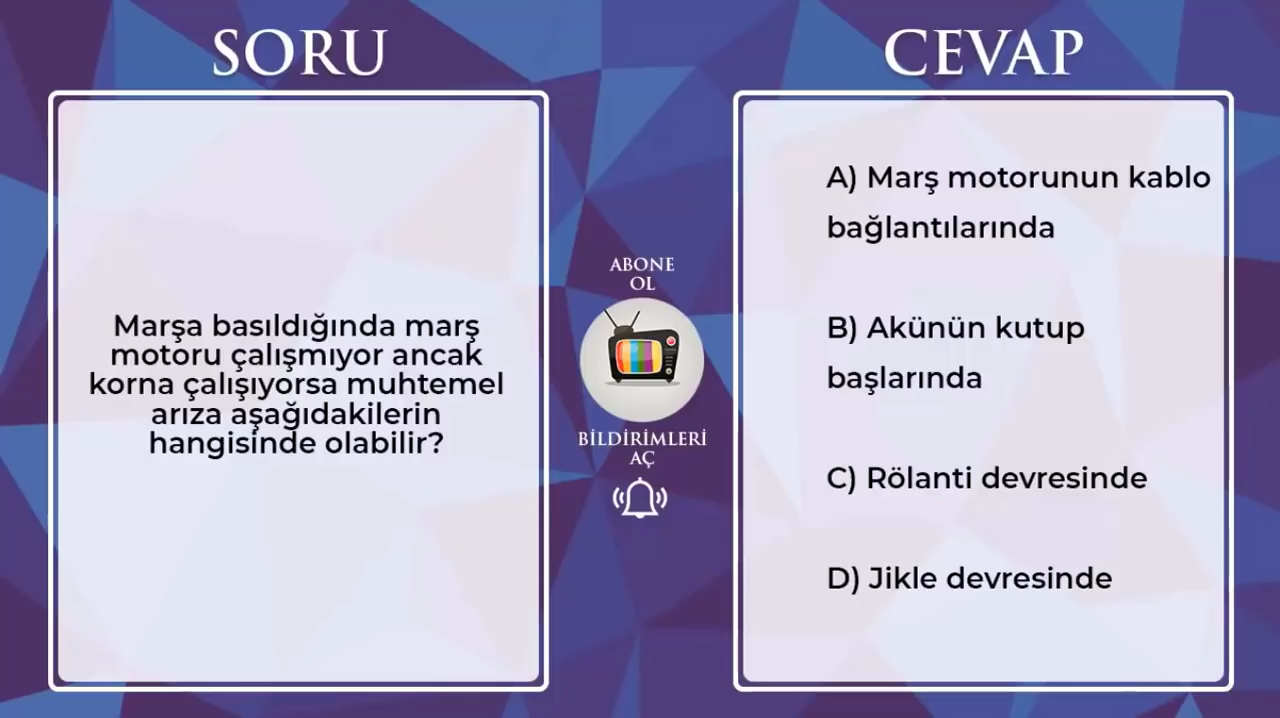 SORU
Marşa basıldığında marş
motoru çalışmıyor ancak
korna çalışıyorsa muhtemel
arıza aşağıdakilerin
hangisinde olabilir?
ABONE
OL
BİLDİRİMLERİ
AÇ
CEVAP
A) Marş motorunun kablo
bağlantılarında
B) Akünün kutup
başlarında
C) Rölanti devresinde
D) Jikle devresinde